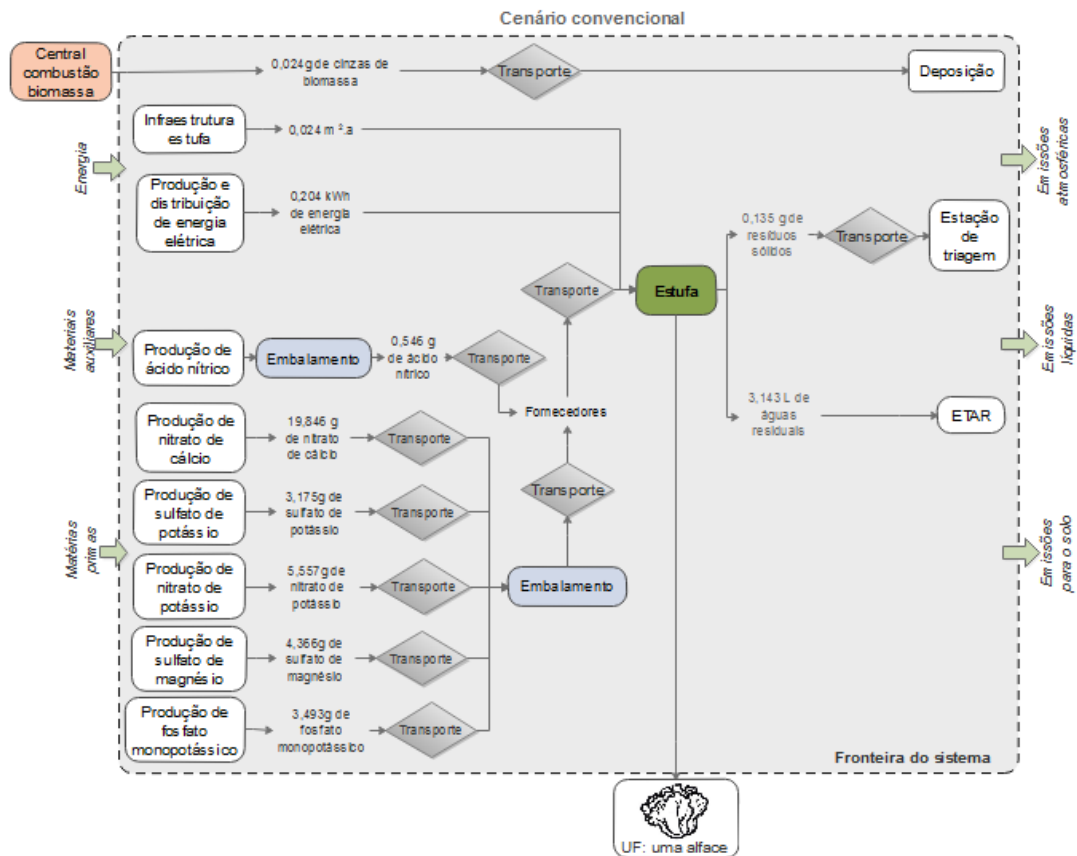 Cenário convencional
Central
combustão
biomassa
0,024g de cinzas de
biomassa
Transporte
Deposição
Infraestrutura
estufa
0,024 m².a
Energia
Produção e
distribuição
de energia
elétrica
0,204 kWh
de energia
elétrica
Emissões
atmosféricas
0,135 g de
resíduos
sólidos
Transporte
Estação
de
triagem
Transporte
Estufa
Materiais
auxiliares
Produção de
ácido nítrico
Embalamento
0,546 g
de ácido
nítrico
Transporte
Fornecedores
Emissões
líquidas
3,143 L de
águas
residuais
ETAR
Produção
de nitrato de
cálcio
19,846 g
de nitrato
de cálcio
Transporte
Transporte
Matérias
primas
Produção de
sulfato de
potássio
3,175g de
sulfato de
potássio
Transporte
Produção de
nitrato de
potássio
5,557g de
nitrato de
potássio
Transporte
Embalamento
Emissões
para o solo
Produção de
sulfato de
magnésio
4,366g de
sulfato de
magnésio
Transporte
Produção de
fosfato
monopotássico
3,493g de
fosfato
monopotássico
Transporte
Fronteira do sistema
UF: uma alface